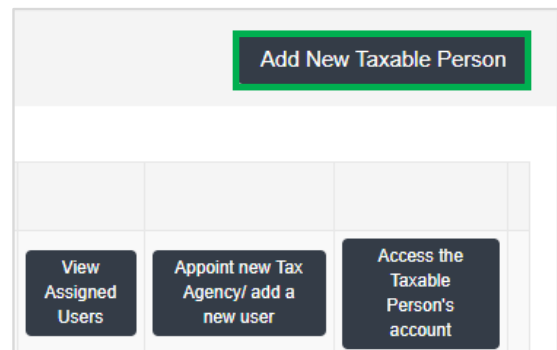 Add New Taxable Person
View
Assigned
Users
Appoint new Tax
Agency/ add a
new user
Access the
Taxable
Person's
account